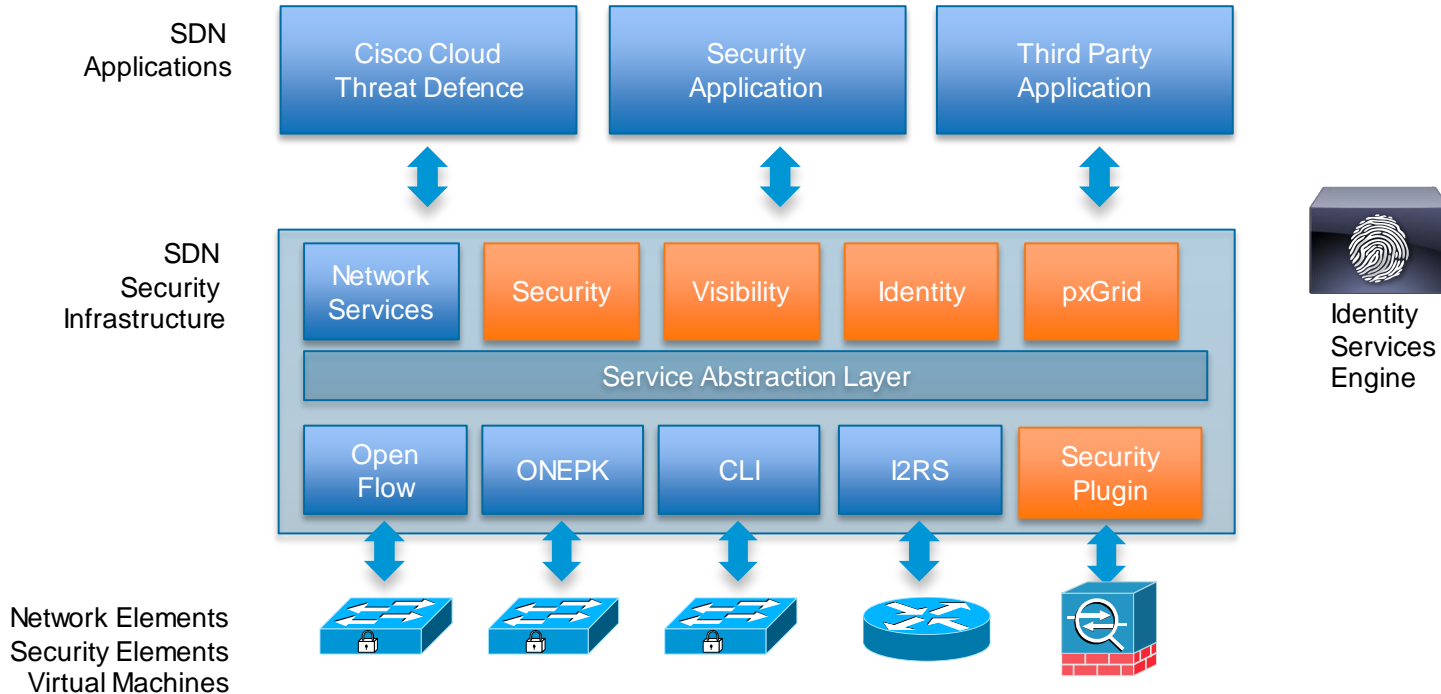 SDN
Applications
Cisco Cloud
Threat Defence
Security
Application
Third Party
Application
SDN
Security
Infrastructure
Network
Services
Security
Visibility
Identity
pxGrid
Identity
Services
Engine
Service Abstraction Layer
Open
Flow
ONEPK
CLI
I2RS
Security
Plugin
Network Elements
Security Elements
Virtual Machines